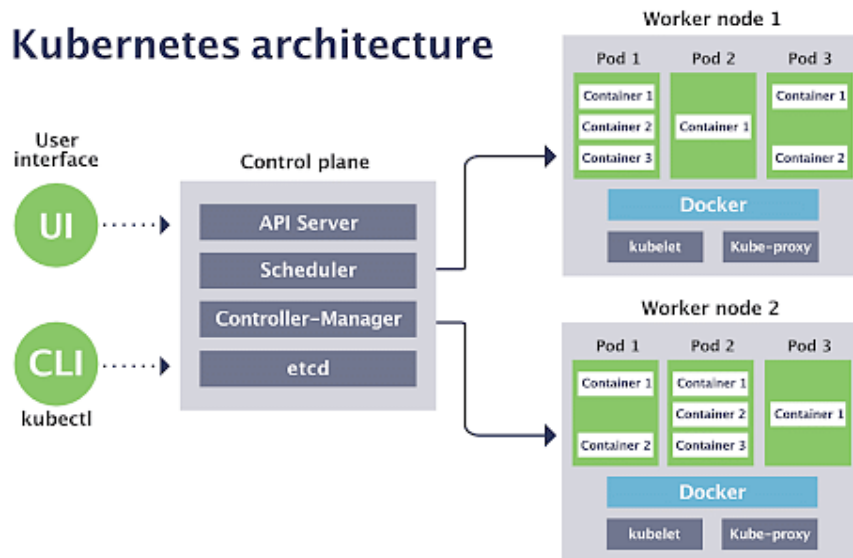 Kubernetes architecture
User
interface
UI
CLI
kubectl
Control plane
API Server
Scheduler
Controller-Manager
etcd
Worker node 1
Pod 1
Pod 2
Pod 3
Container 1
Container 2
Container 3
Container 1
Container 1
Container 2
Docker
kubelet
Kube-proxy
Worker node 2
Pod 1
Pod 2
Pod 3
Container 1
Container 2
Container 1
Container 2
Container 3
Container 1
Docker
kubelet
Kube-proxy